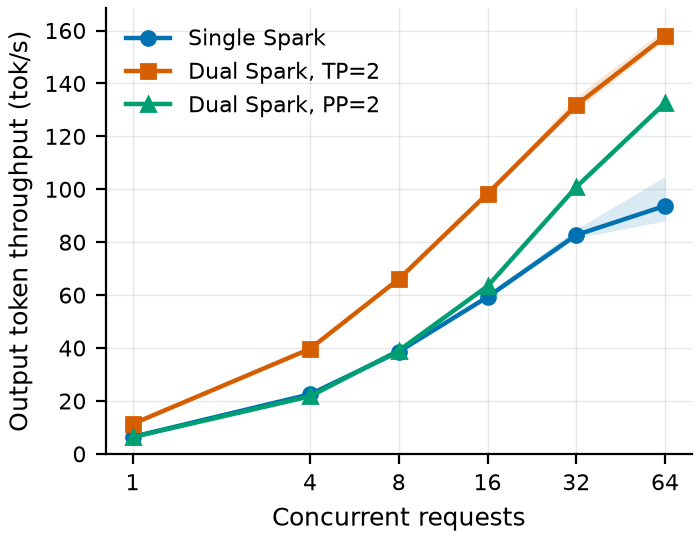 Output token throughput (tok/s)
160
140
120
100
80
60
40
20
0
Single Spark
Dual Spark, TP=2
Dual Spark, PP=2
1 4 8 16 32 64
Concurrent requests